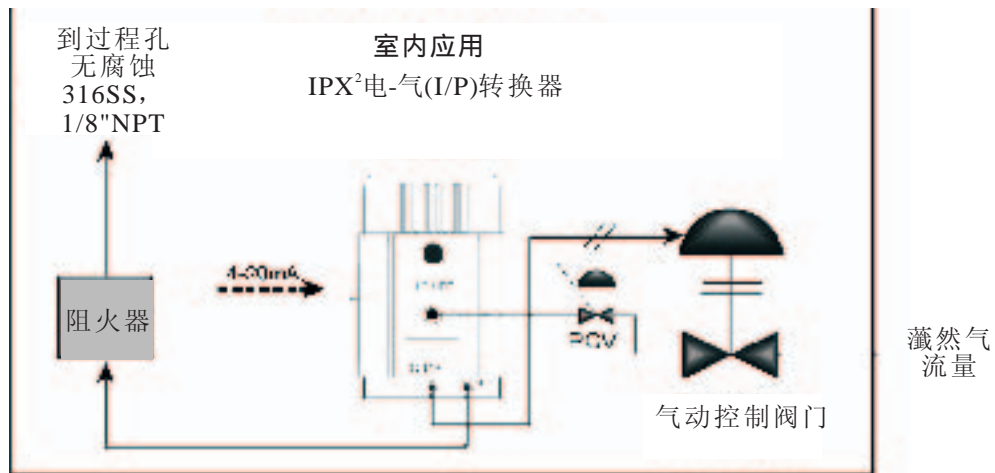 到过程孔
无腐蚀
316SS，
1/8"NPT
室内应用
IPX²电-气(I/P)转换器
4-20mA
阻火器
PCV
气动控制阀门
蘵然气
流量